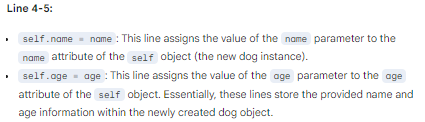 Line 4-5:
• self.name = name : This line assigns the value of the name parameter to the
name attribute of the self object (the new dog instance).
• self.age = age : This line assigns the value of the age parameter to the age
attribute of the self object. Essentially, these lines store the provided name and
age information within the newly created dog object.